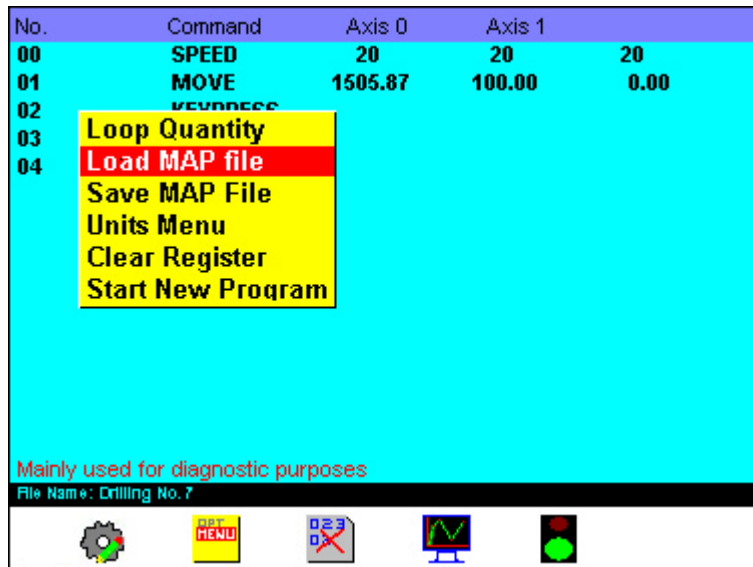 No. Command Axis 0 Axis 1
00 SPEED 20 20 20
01 MOVE 1505.87 100.00 0.00
02 KEYPRESS
03
04
Loop Quantity
Load MAP file
Save MAP File
Units Menu
Clear Register
Start New Program
Mainly used for diagnostic purposes
File Name: Drilling No. 7
OPT
MENU
023